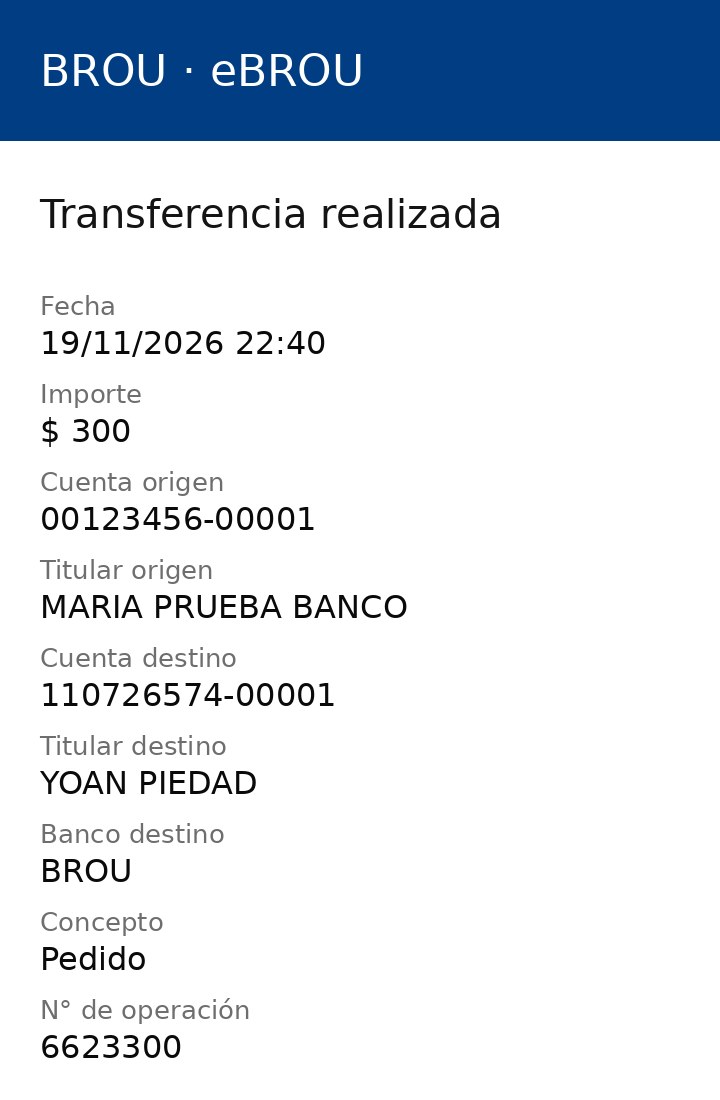 BROU · eBROU
Transferencia realizada
Fecha
19/11/2026 22:40
Importe
$ 300
Cuenta origen
00123456-00001
Titular origen
MARIA PRUEBA BANCO
Cuenta destino
110726574-00001
Titular destino
YOAN PIEDAD
Banco destino
BROU
Concepto
Pedido
N° de operación
6623300